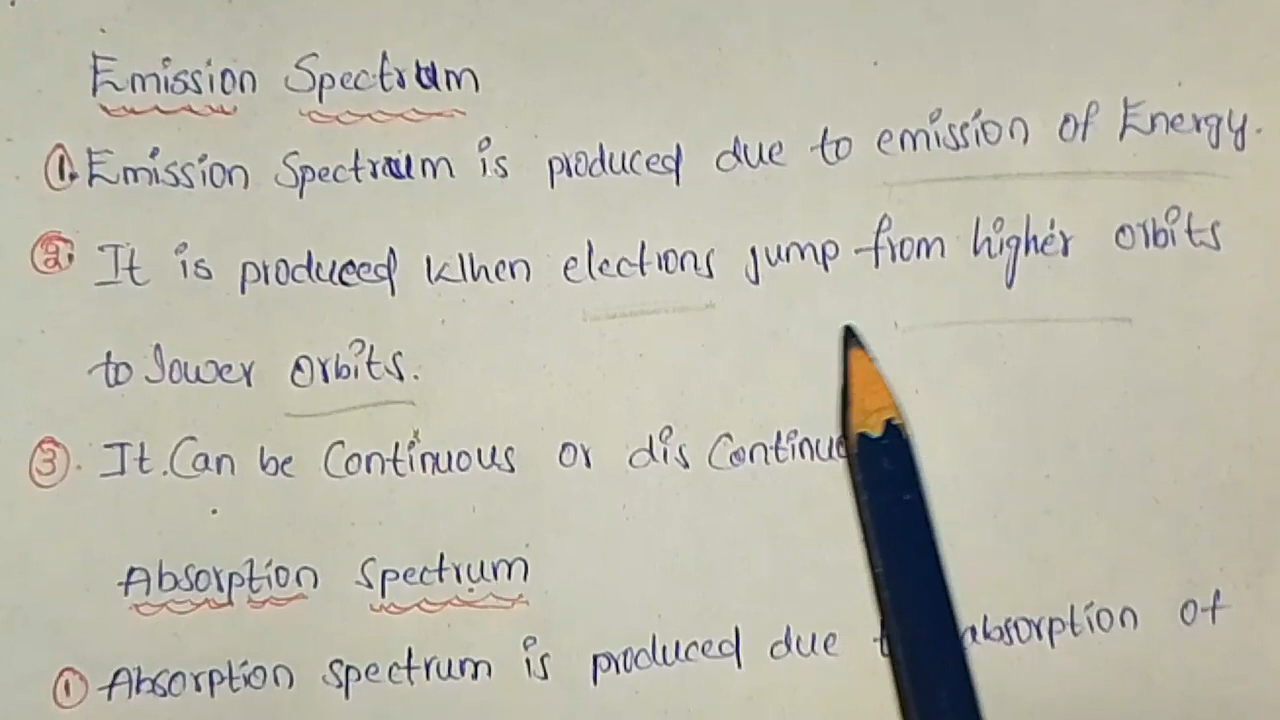 Emission Spectrum
①. Emission Spectraum is produced due to emission of Energy.
②. It is produced When elections jump from higher orbits
to lower orbits.
③. It. Can be Continuous or dis
Absorption Spectrum
① Absorption spectrum is produced due absorption of